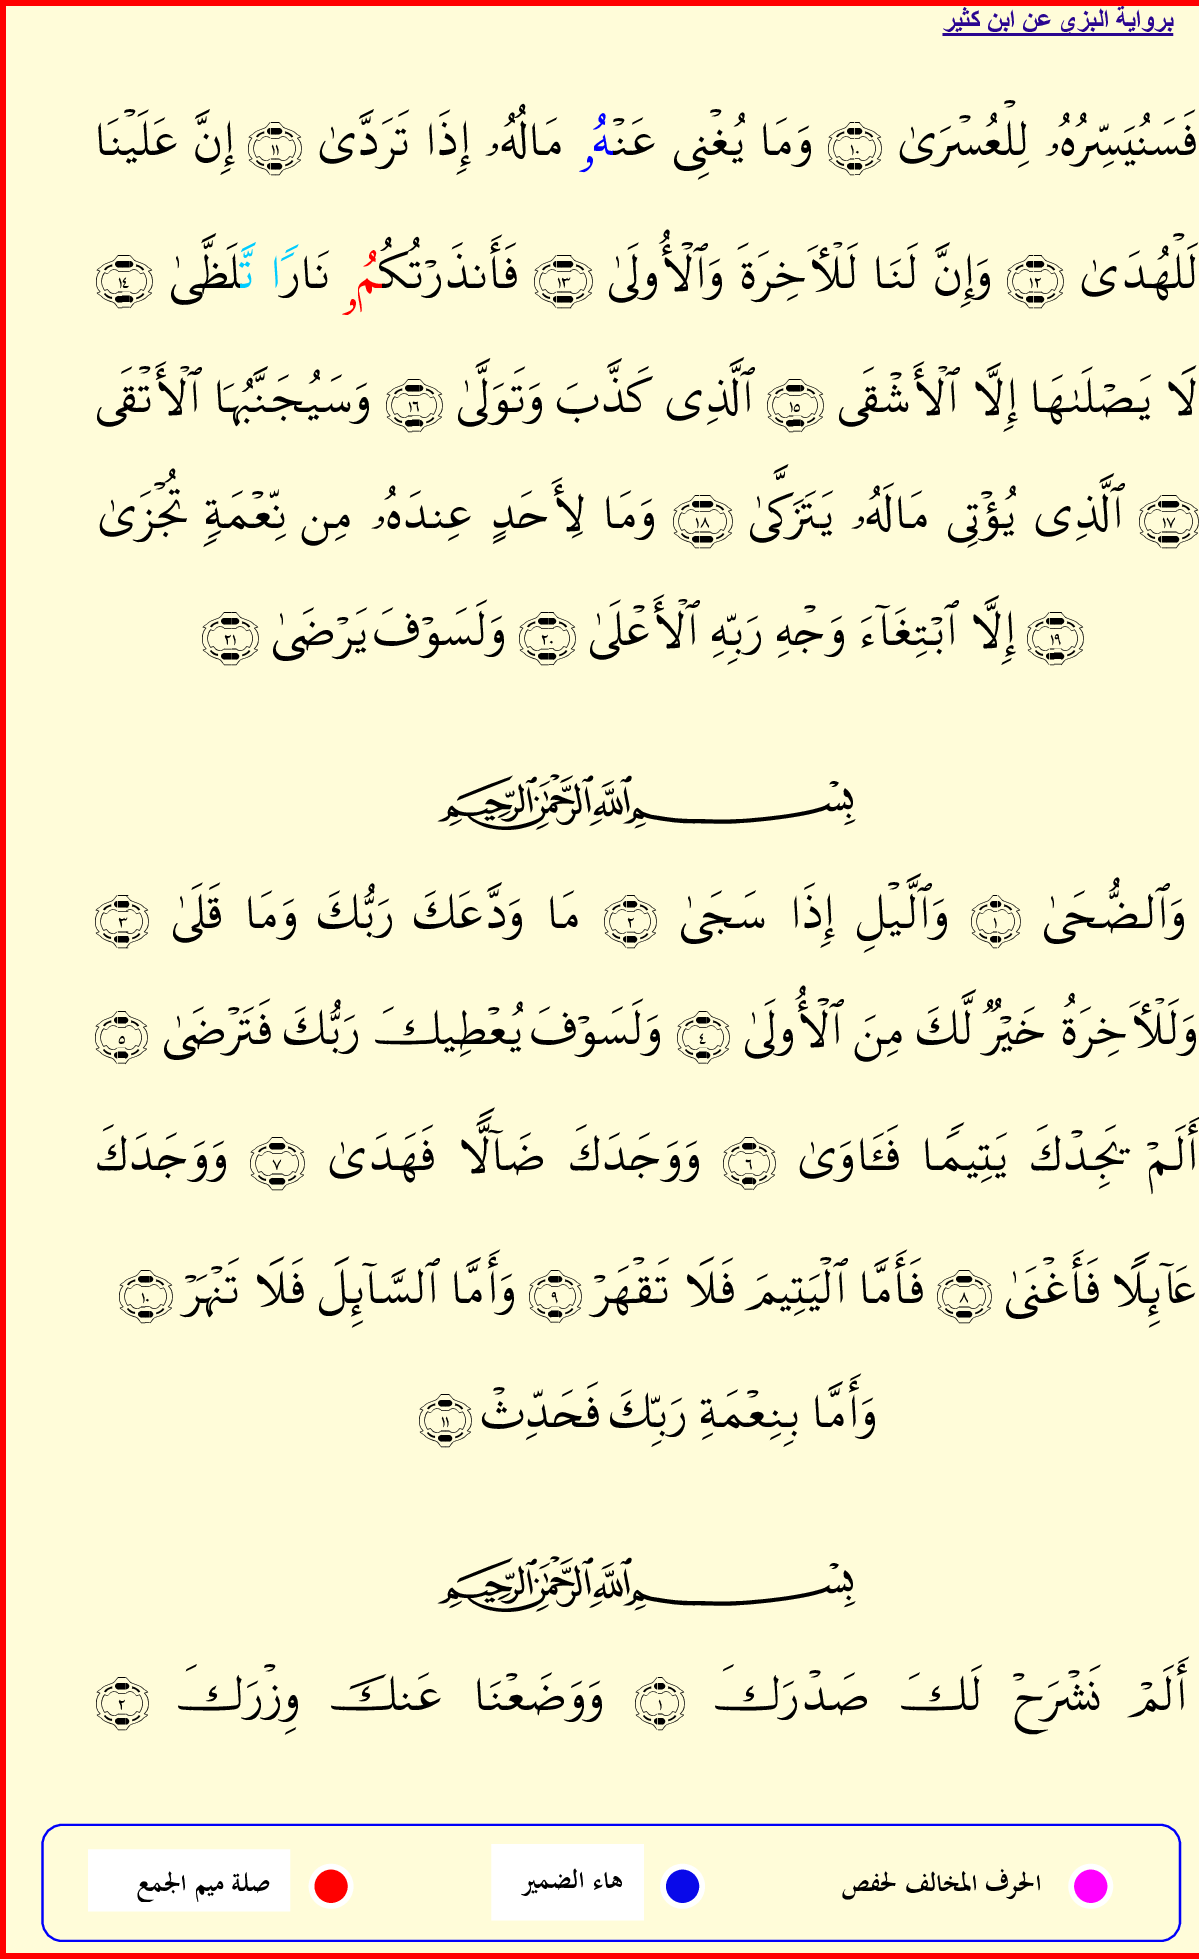 برواية البزى عن ابن كثير
فَسَنُيَسِّرُهُۥ لِلْعُسْرَىٰ ١٠ وَمَا يُغْنِى عَنْهُۥ مَالُهُۥ إِذَا تَرَدَّىٰ ١١ إِنَّ عَلَيْنَا
لَلْهُدَىٰ ١٢ وَإِنَّ لَنَا لَلْأَخِرَةَ وَٱلْأُولَىٰ ١٣ فَأَنذَرْتُكُمُۥ نَارًا تَّلَظَّىٰ ١٤
لَا يَصْلَىٰهَا إِلَّا ٱلْأَشْقَى ١٥ ٱلَّذِى كَذَّبَ وَتَوَلَّىٰ ١٦ وَسَيُجَنَّبُهَا ٱلْأَتْقَى
١٧ ٱلَّذِى يُؤْتِى مَالَهُۥ يَتَزَكَّىٰ ١٨ وَمَا لِأَحَدٍ عِندَهُۥ مِن نِّعْمَةٍ تُجْزَىٰ
١٩ إِلَّا ٱبْتِغَآءَ وَجْهِ رَبِّهِ ٱلْأَعْلَىٰ ٢٠ وَلَسَوْفَ يَرْضَىٰ ٢١
بِسْمِ ٱللَّهِ ٱلرَّحْمَٰنِ ٱلرَّحِيمِ
وَٱلضُّحَىٰ ١ وَٱلَّيْلِ إِذَا سَجَىٰ ٢ مَا وَدَّعَكَ رَبُّكَ وَمَا قَلَىٰ ٣
وَلَلْأَخِرَةُ خَيْرٌ لَّكَ مِنَ ٱلْأُولَىٰ ٤ وَلَسَوْفَ يُعْطِيكَ رَبُّكَ فَتَرْضَىٰ ٥
أَلَمْ يَجِدْكَ يَتِيمًا فَـَٔاوَىٰ ٦ وَوَجَدَكَ ضَآلًّا فَهَدَىٰ ٧ وَوَجَدَكَ
عَآئِلًا فَأَغْنَىٰ ٨ فَأَمَّا ٱلْيَتِيمَ فَلَا تَقْهَرْ ٩ وَأَمَّا ٱلسَّآئِلَ فَلَا تَنْهَرْ ١٠
وَأَمَّا بِنِعْمَةِ رَبِّكَ فَحَدِّثْ ١١
بِسْمِ ٱللَّهِ ٱلرَّحْمَٰنِ ٱلرَّحِيمِ
أَلَمْ نَشْرَحْ لَكَ صَدْرَكَ ١ وَوَضَعْنَا عَنكَ وِزْرَكَ ٢
الحرف المخالف لحفص هاء الضمير صلة ميم الجمع